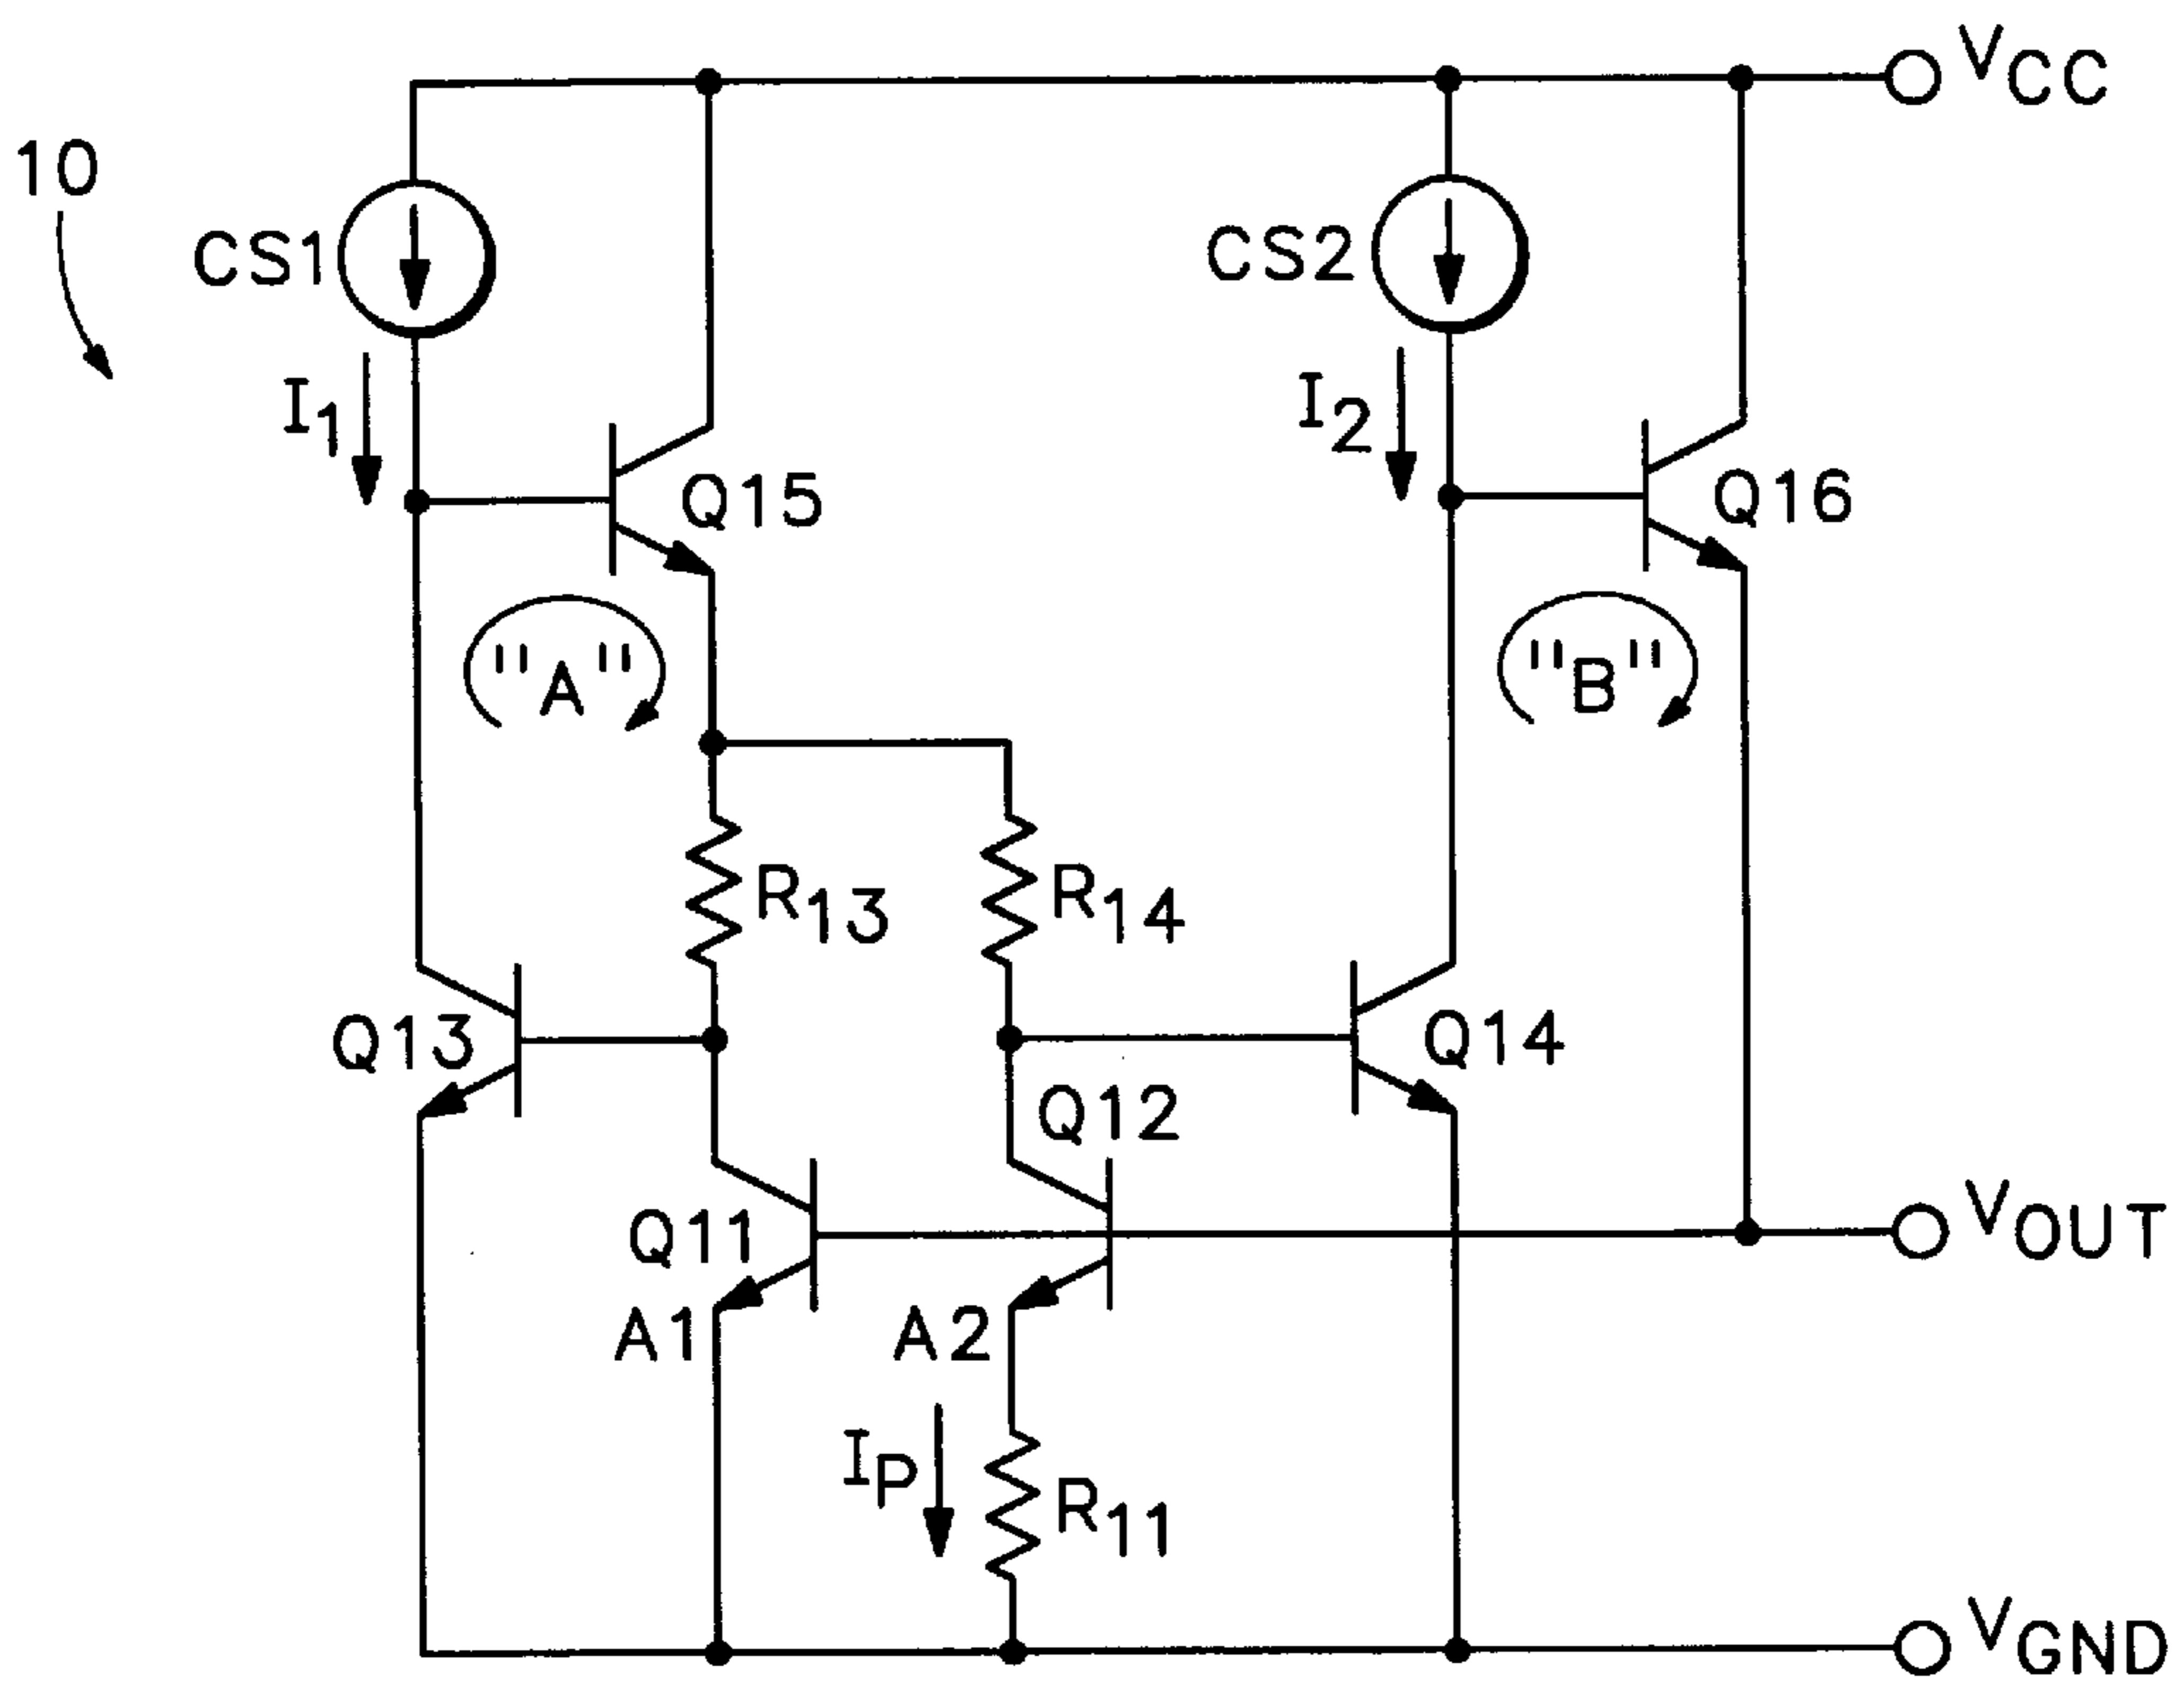 VCC
10
CS1
CS2
I1
I2
Q15
Q16
"A"
"B"
R13
R14
Q13
Q14
Q12
Q11
VOUT
A1
A2
IP
R11
VGND